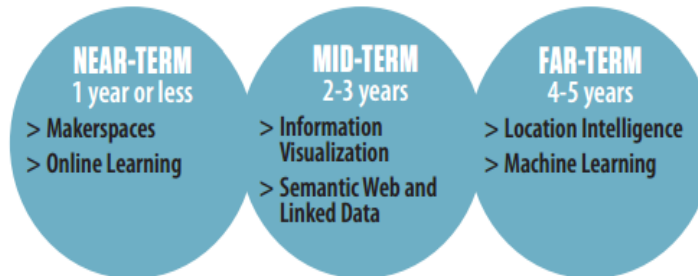 NEAR-TERM
1 year or less
> Makerspaces
> Online Learning
MID-TERM
2-3 years
> Information
Visualization
> Semantic Web and
Linked Data
FAR-TERM
4-5 years
> Location Intelligence
> Machine Learning